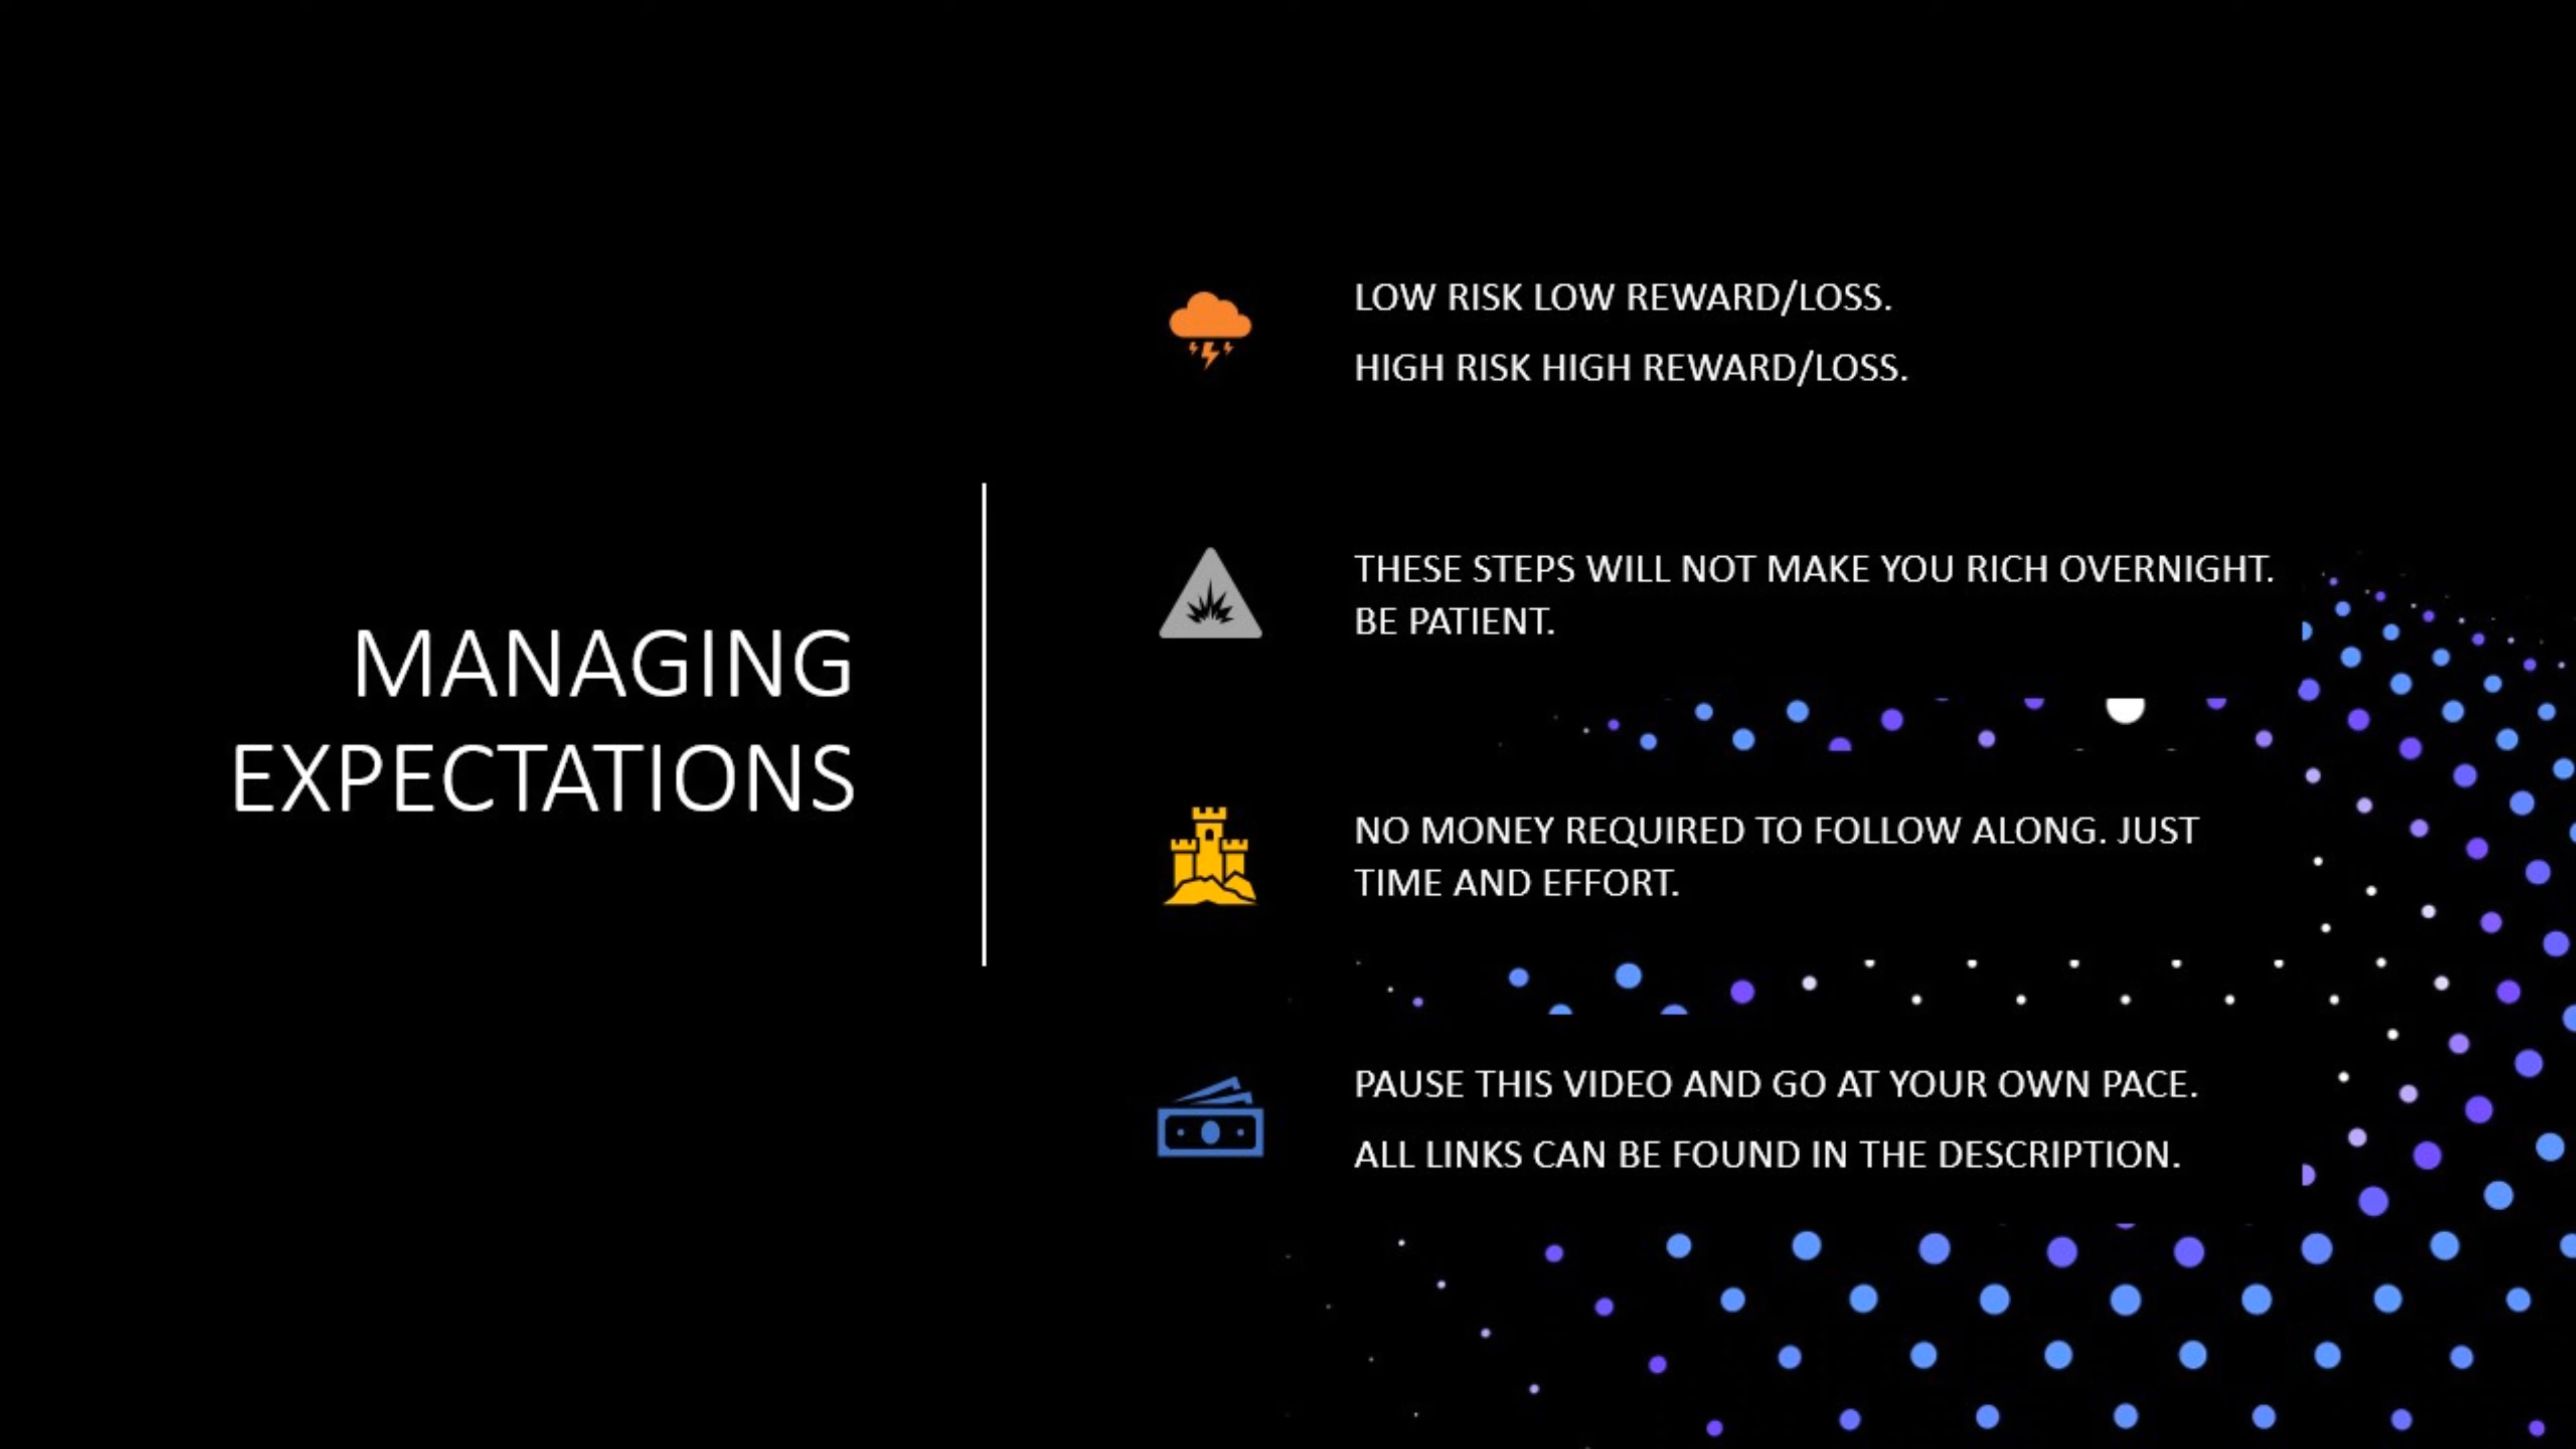 MANAGING
EXPECTATIONS
LOW RISK LOW REWARD/LOSS.
HIGH RISK HIGH REWARD/LOSS.
THESE STEPS WILL NOT MAKE YOU RICH OVERNIGHT.
BE PATIENT.
NO MONEY REQUIRED TO FOLLOW ALONG. JUST
TIME AND EFFORT.
PAUSE THIS VIDEO AND GO AT YOUR OWN PACE.
ALL LINKS CAN BE FOUND IN THE DESCRIPTION.